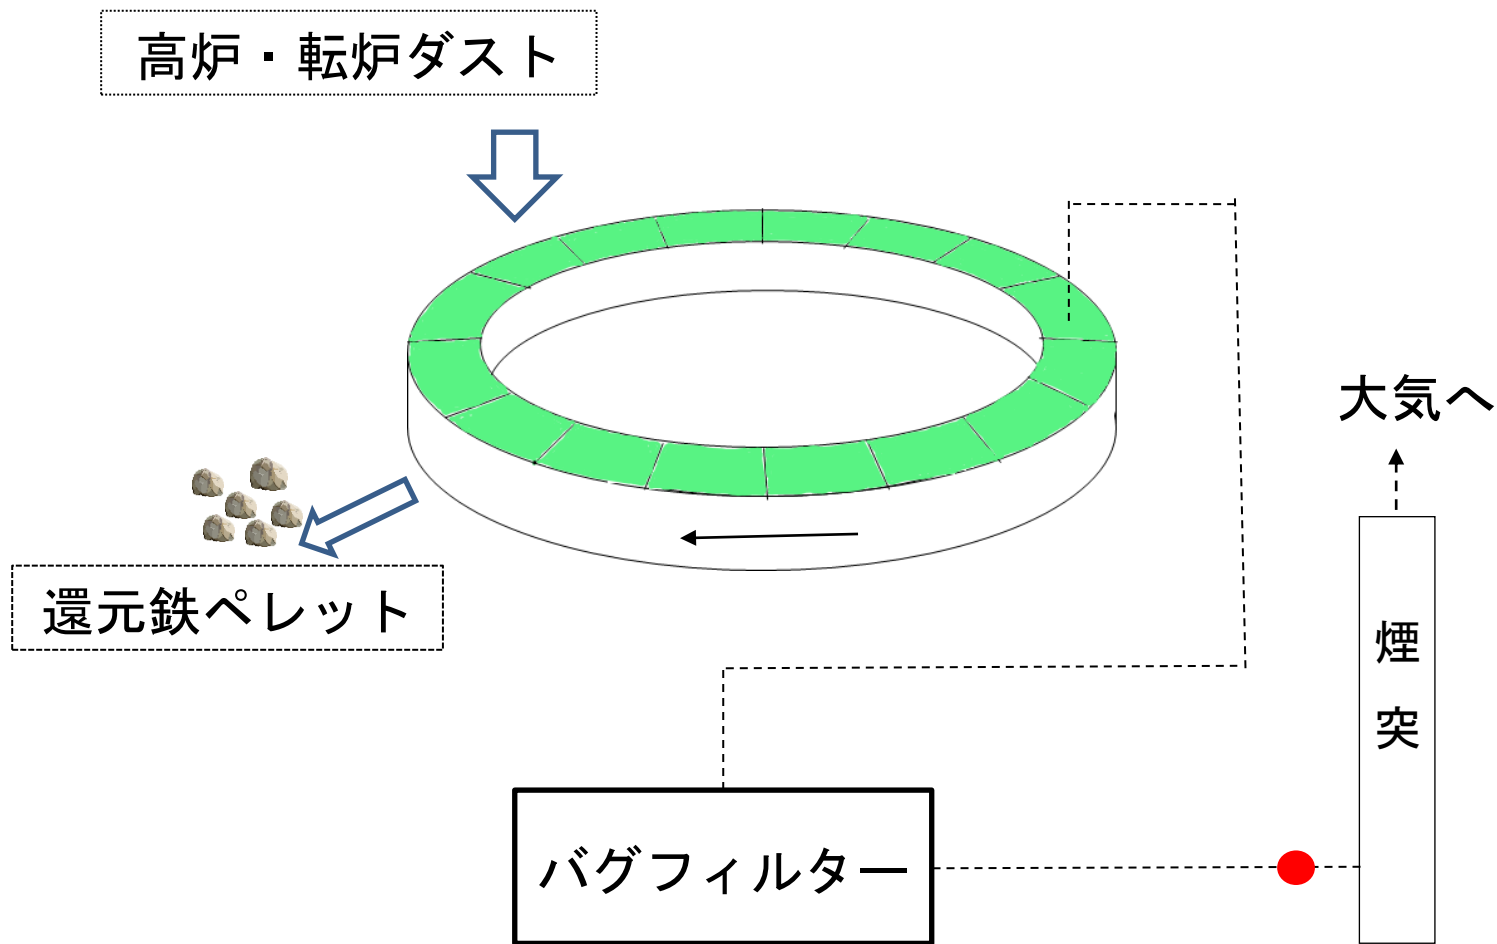 高炉・転炉ダスト
大気へ
還元鉄ペレット
煙突
バグフィルター